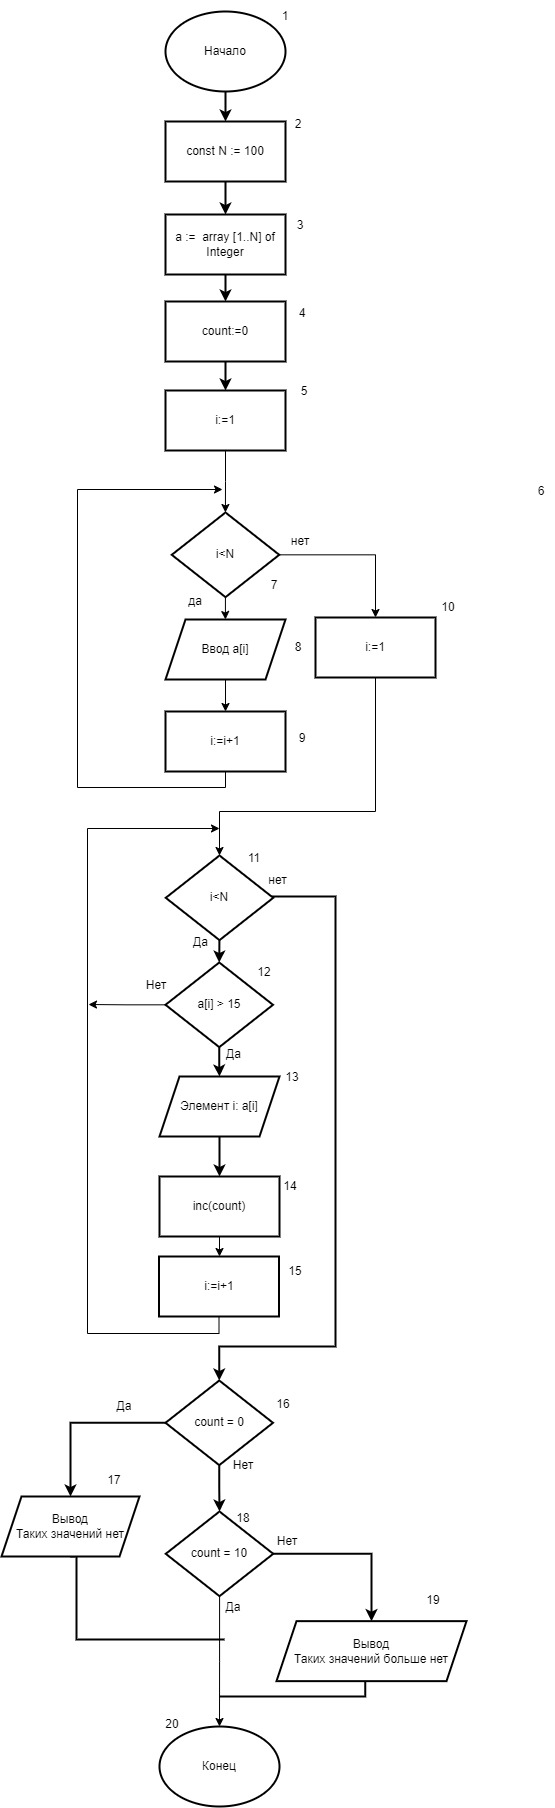 1
Начало
2
const N := 100
3
a := array [1..N] of
Integer
4
count:=0
5
i:=1
6
i<N
нет
7
да
10
Ввод a[i]
8
i:=1
i:=i+1
9
11
i<N
нет
Да
12
Нет
a[i] > 15
Да
13
Элемент i: a[i]
14
inc(count)
15
i:=i+1
16
Да
count = 0
Нет
17
Вывод
Таких значений нет
18
Нет
count = 10
Да
19
Вывод
Таких значений больше нет
20
Конец